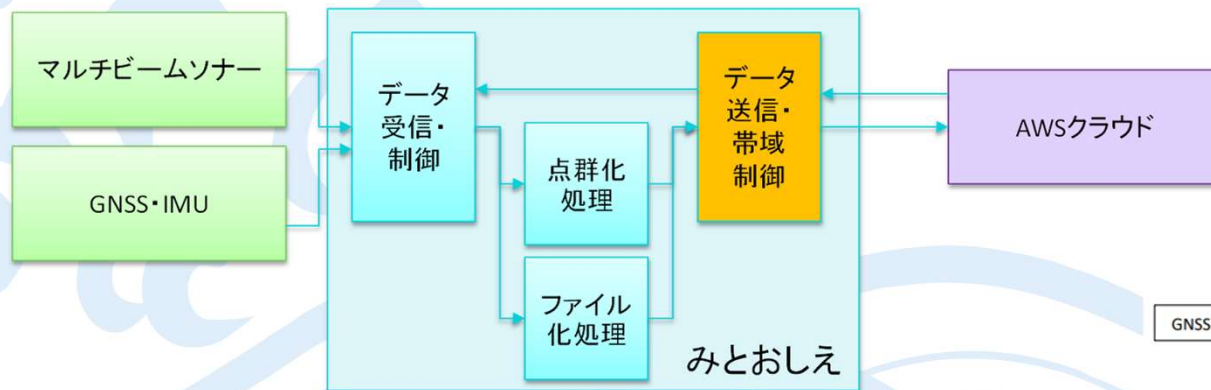 マルチビームソナー
GNSS・IMU
データ
受信・
制御
点群化
処理
ファイル
化処理
データ
送信・
帯域
制御
みとおしえ
AWSクラウド
GNSS